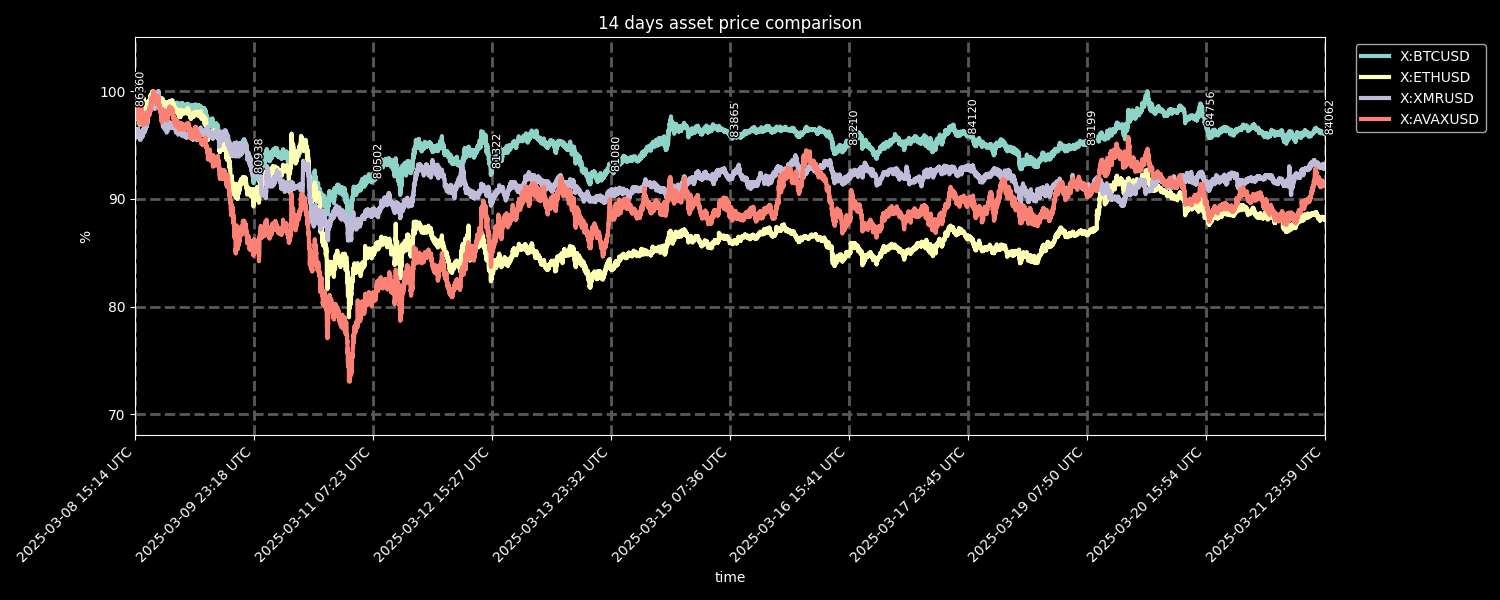 14 days asset price comparison
X:BTCUSD
X:ETHUSD
X:XMRUSD
X:AVAXUSD
100
90
80
70
%
86360
80938
80502
81322
81080
83865
83210
84120
83199
84756
84062
2025-03-08 15:14 UTC
2025-03-09 23:18 UTC
2025-03-11 07:23 UTC
2025-03-12 15:27 UTC
2025-03-13 23:32 UTC
2025-03-15 07:36 UTC
2025-03-16 15:41 UTC
2025-03-17 23:45 UTC
2025-03-19 07:50 UTC
2025-03-20 15:54 UTC
2025-03-21 23:59 UTC
time